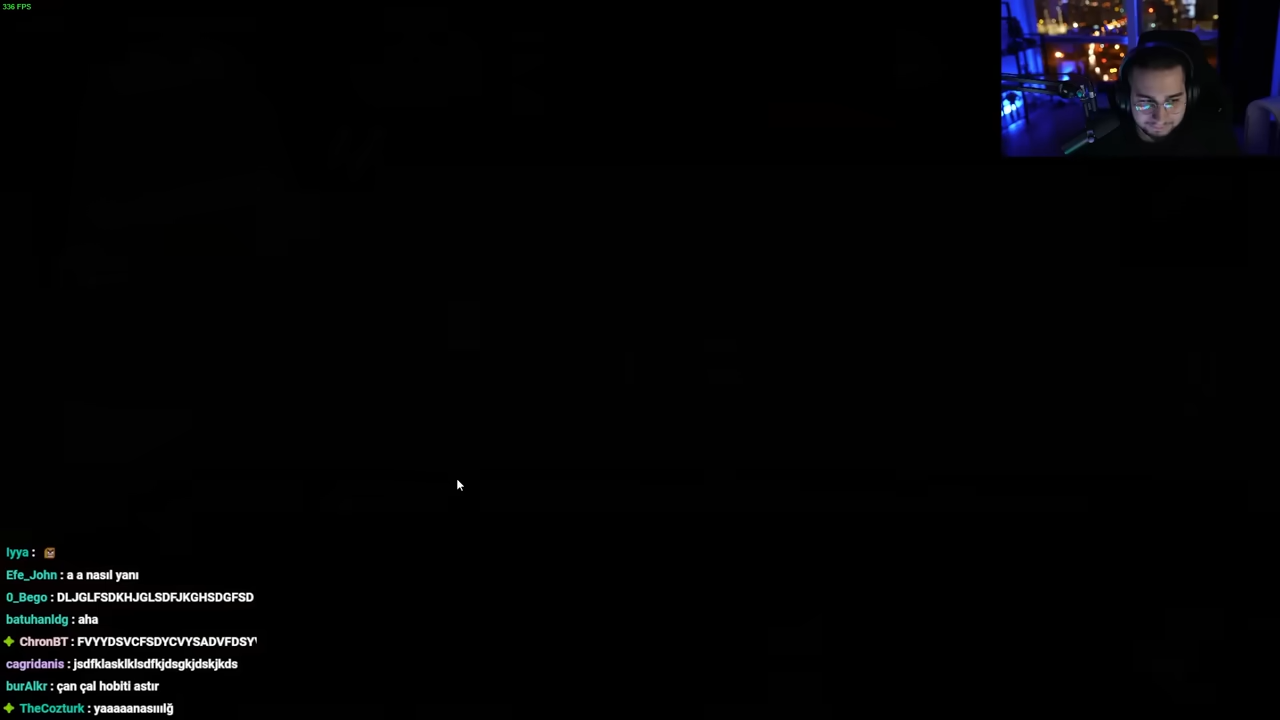 336 FPS
lyya :
Efe_John : a a nasıl yanı
0_Bego : DLJGLFSDKHJGLSDFJKGHSDGFSD
batuhanldg : aha
ChronBT : FVYYDSVCFSDYCVYSADVFDSY
cagridanis : jsdfklasklklsdfkjdsgkjdskjkds
burAlkr : çan çal hobiti astır
TheCozturk : yaaaaanasıılğ